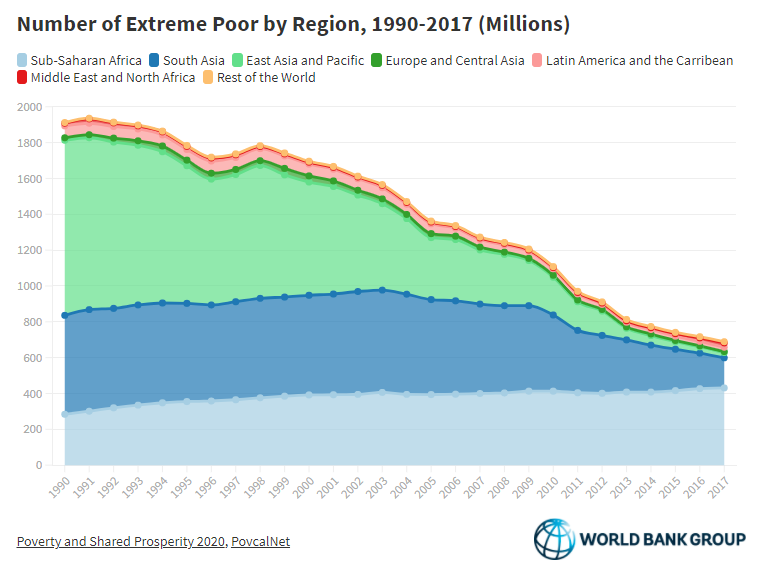 Number of Extreme Poor by Region, 1990-2017 (Millions)
Sub-Saharan Africa South Asia East Asia and Pacific Europe and Central Asia Latin America and the Carribean
Middle East and North Africa Rest of the World
2000
1800
1600
1400
1200
1000
800
600
400
200
0
1990 1991 1992 1993 1994 1995 1996 1997 1998 1999 2000 2001 2002 2003 2004 2005 2006 2007 2008 2009 2010 2011 2012 2013 2014 2015 2016 2017
Poverty and Shared Prosperity 2020, PovcalNet
WORLD BANK GROUP